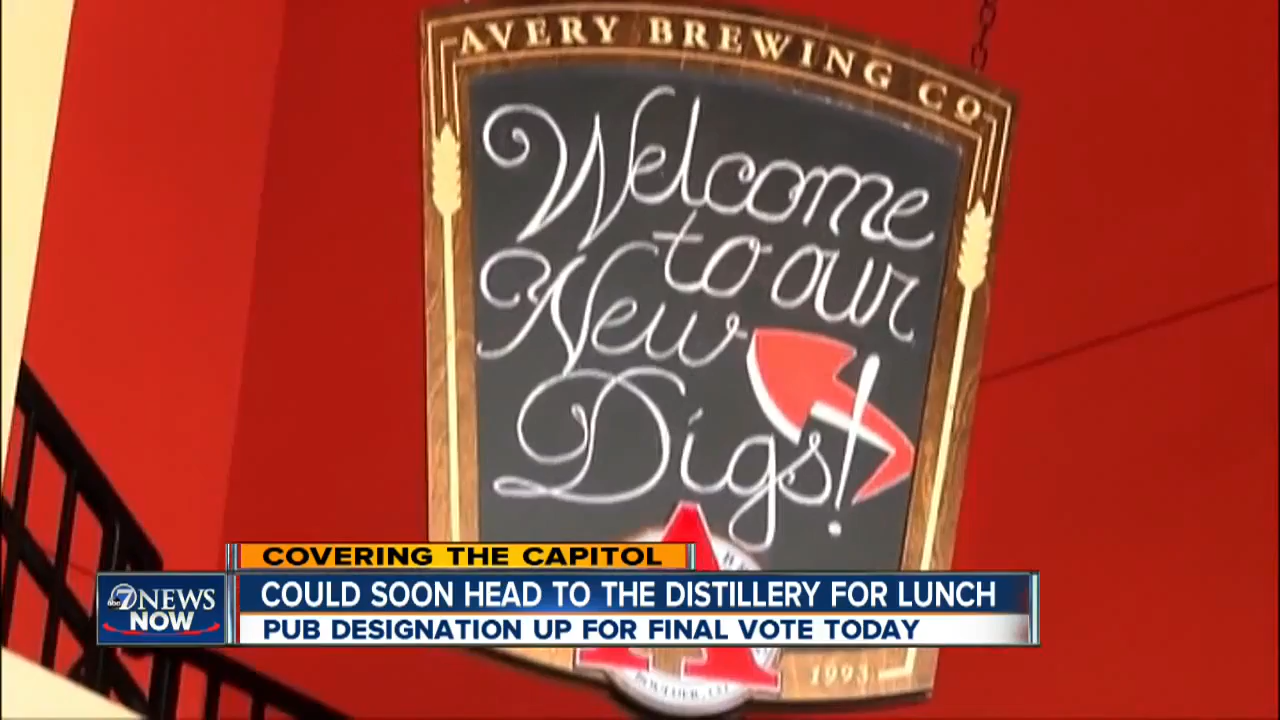 AVERY BREWING CO.
Welcome
to our
New
Digs!
A
COVERING THE CAPITOL
abc 7NEWS
NOW
COULD SOON HEAD TO THE DISTILLERY FOR LUNCH
PUB DESIGNATION UP FOR FINAL VOTE TODAY
1993